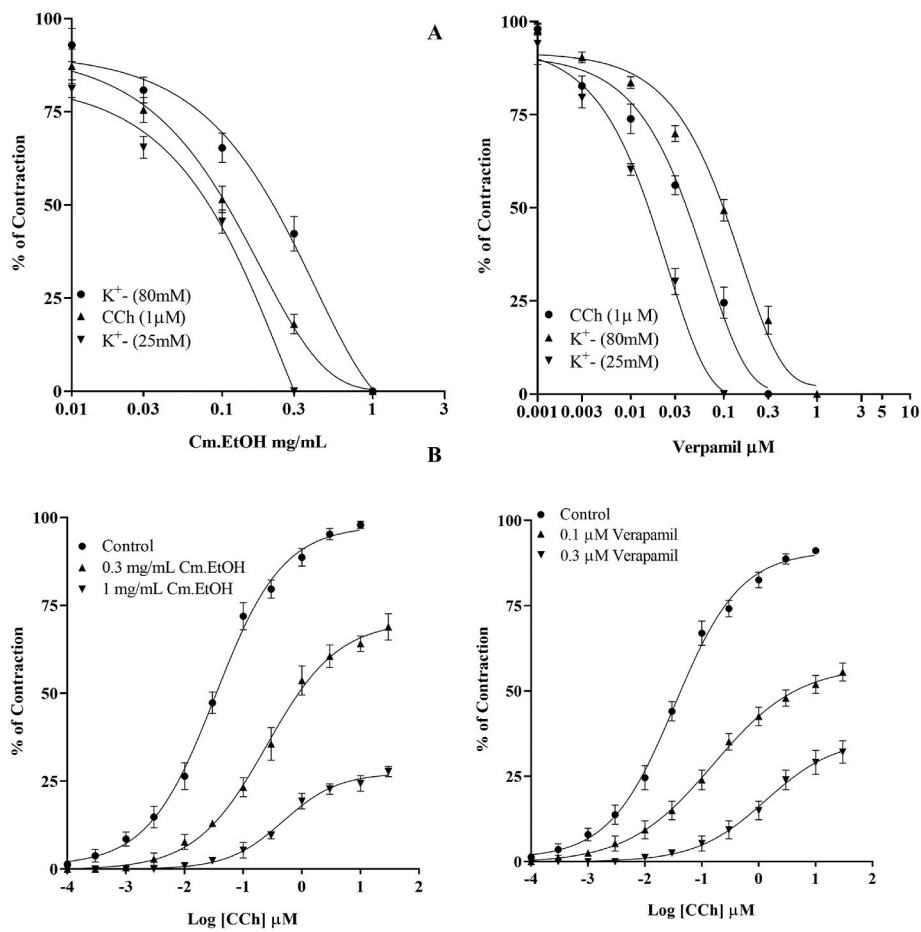 A
100
75
50
25
0
% of Contraction
K⁺- (80mM)
CCh (1μM)
K⁺- (25mM)
0.01 0.03 0.1 0.3 1 3
Cm.EtOH mg/mL
100
75
50
25
0
% of Contraction
CCh (1μ M)
K⁺- (80mM)
K⁺- (25mM)
0.001 0.003 0.01 0.03 0.1 0.3 1 3 5 10
Verpamil μM
B
100
75
50
25
0
% of Contraction
Control
0.3 mg/mL Cm.EtOH
1 mg/mL Cm.EtOH
-4 -3 -2 -1 0 1 2
Log [CCh] μM
100
75
50
25
0
% of Contraction
Control
0.1 μM Verapamil
0.3 μM Verapamil
-4 -3 -2 -1 0 1 2
Log [CCh] μM